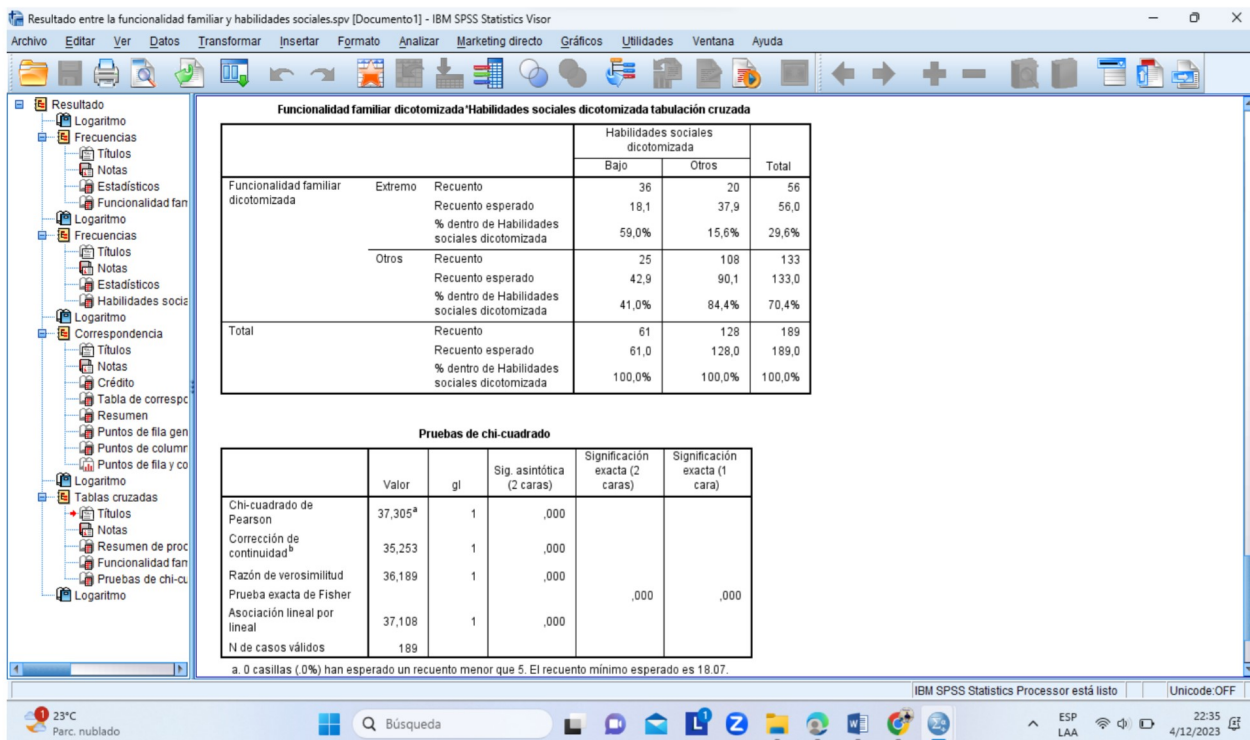 Resultado entre la funcionalidad familiar y habilidades sociales.spv [Documento1] - IBM SPSS Statistics Visor
Archivo Editar Ver Datos Transformar Insertar Formato Analizar Marketing directo Gráficos Utilidades Ventana Ayuda
Resultado
Logaritmo
Frecuencias
Títulos
Notas
Estadísticos
Funcionalidad fam
Logaritmo
Frecuencias
Títulos
Notas
Estadísticos
Habilidades socia
Logaritmo
Correspondencia
Títulos
Notas
Crédito
Tabla de correspo
Resumen
Puntos de fila gen
Puntos de column
Puntos de fila y co
Logaritmo
Tablas cruzadas
Títulos
Notas
Resumen de proc
Funcionalidad fam
Pruebas de chi-cu
Logaritmo
Funcionalidad familiar dicotomizada*Habilidades sociales dicotomizada tabulación cruzada
Habilidades sociales
dicotomizada
Bajo Otros Total
Funcionalidad familiar Extremo Recuento 36 20 56
dicotomizada
Recuento esperado 18,1 37,9 56,0
% dentro de Habilidades
sociales dicotomizada 59,0% 15,6% 29,6%
Otros Recuento 25 108 133
Recuento esperado 42,9 90,1 133,0
% dentro de Habilidades
sociales dicotomizada 41,0% 84,4% 70,4%
Total Recuento 61 128 189
Recuento esperado 61,0 128,0 189,0
% dentro de Habilidades
sociales dicotomizada 100,0% 100,0% 100,0%
Pruebas de chi-cuadrado
Valor gl Sig. asintótica (2 caras) Significación exacta (2 caras) Significación exacta (1 cara)
Chi-cuadrado de
Pearson 37,305a 1 ,000
Corrección de
continuidadb 35,253 1 ,000
Razón de verosimilitud 36,189 1 ,000
Prueba exacta de Fisher ,000 ,000
Asociación lineal por
lineal 37,108 1 ,000
N de casos válidos 189
a. 0 casillas (.0%) han esperado un recuento menor que 5. El recuento mínimo esperado es 18.07.
IBM SPSS Statistics Processor está listo Unicode:OFF
1
23°C
Parc. nublado
Búsqueda
L 1
Z
W
ESP
LAA
22:35
4/12/2023